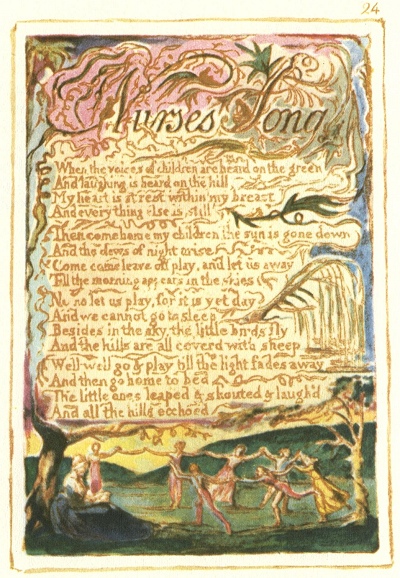 24
Nurses Song
When the voices of children are heard on the green
And laughing is heard on the hill
My heart is at rest within my breast
And every thing else is still
Then come home my children the sun is gone down
And the dews of night arise
Come come leave off play, and let us away
Till the morning appears in the skies
No no let us play, for it is yet day
And we cannot go to sleep
Besides in the sky, the little birds fly
And the hills are all coverd with sheep
Well well go & play till the light fades away
And then go home to bed
The little ones leaped & shouted & laugh'd
And all the hills ecchoed